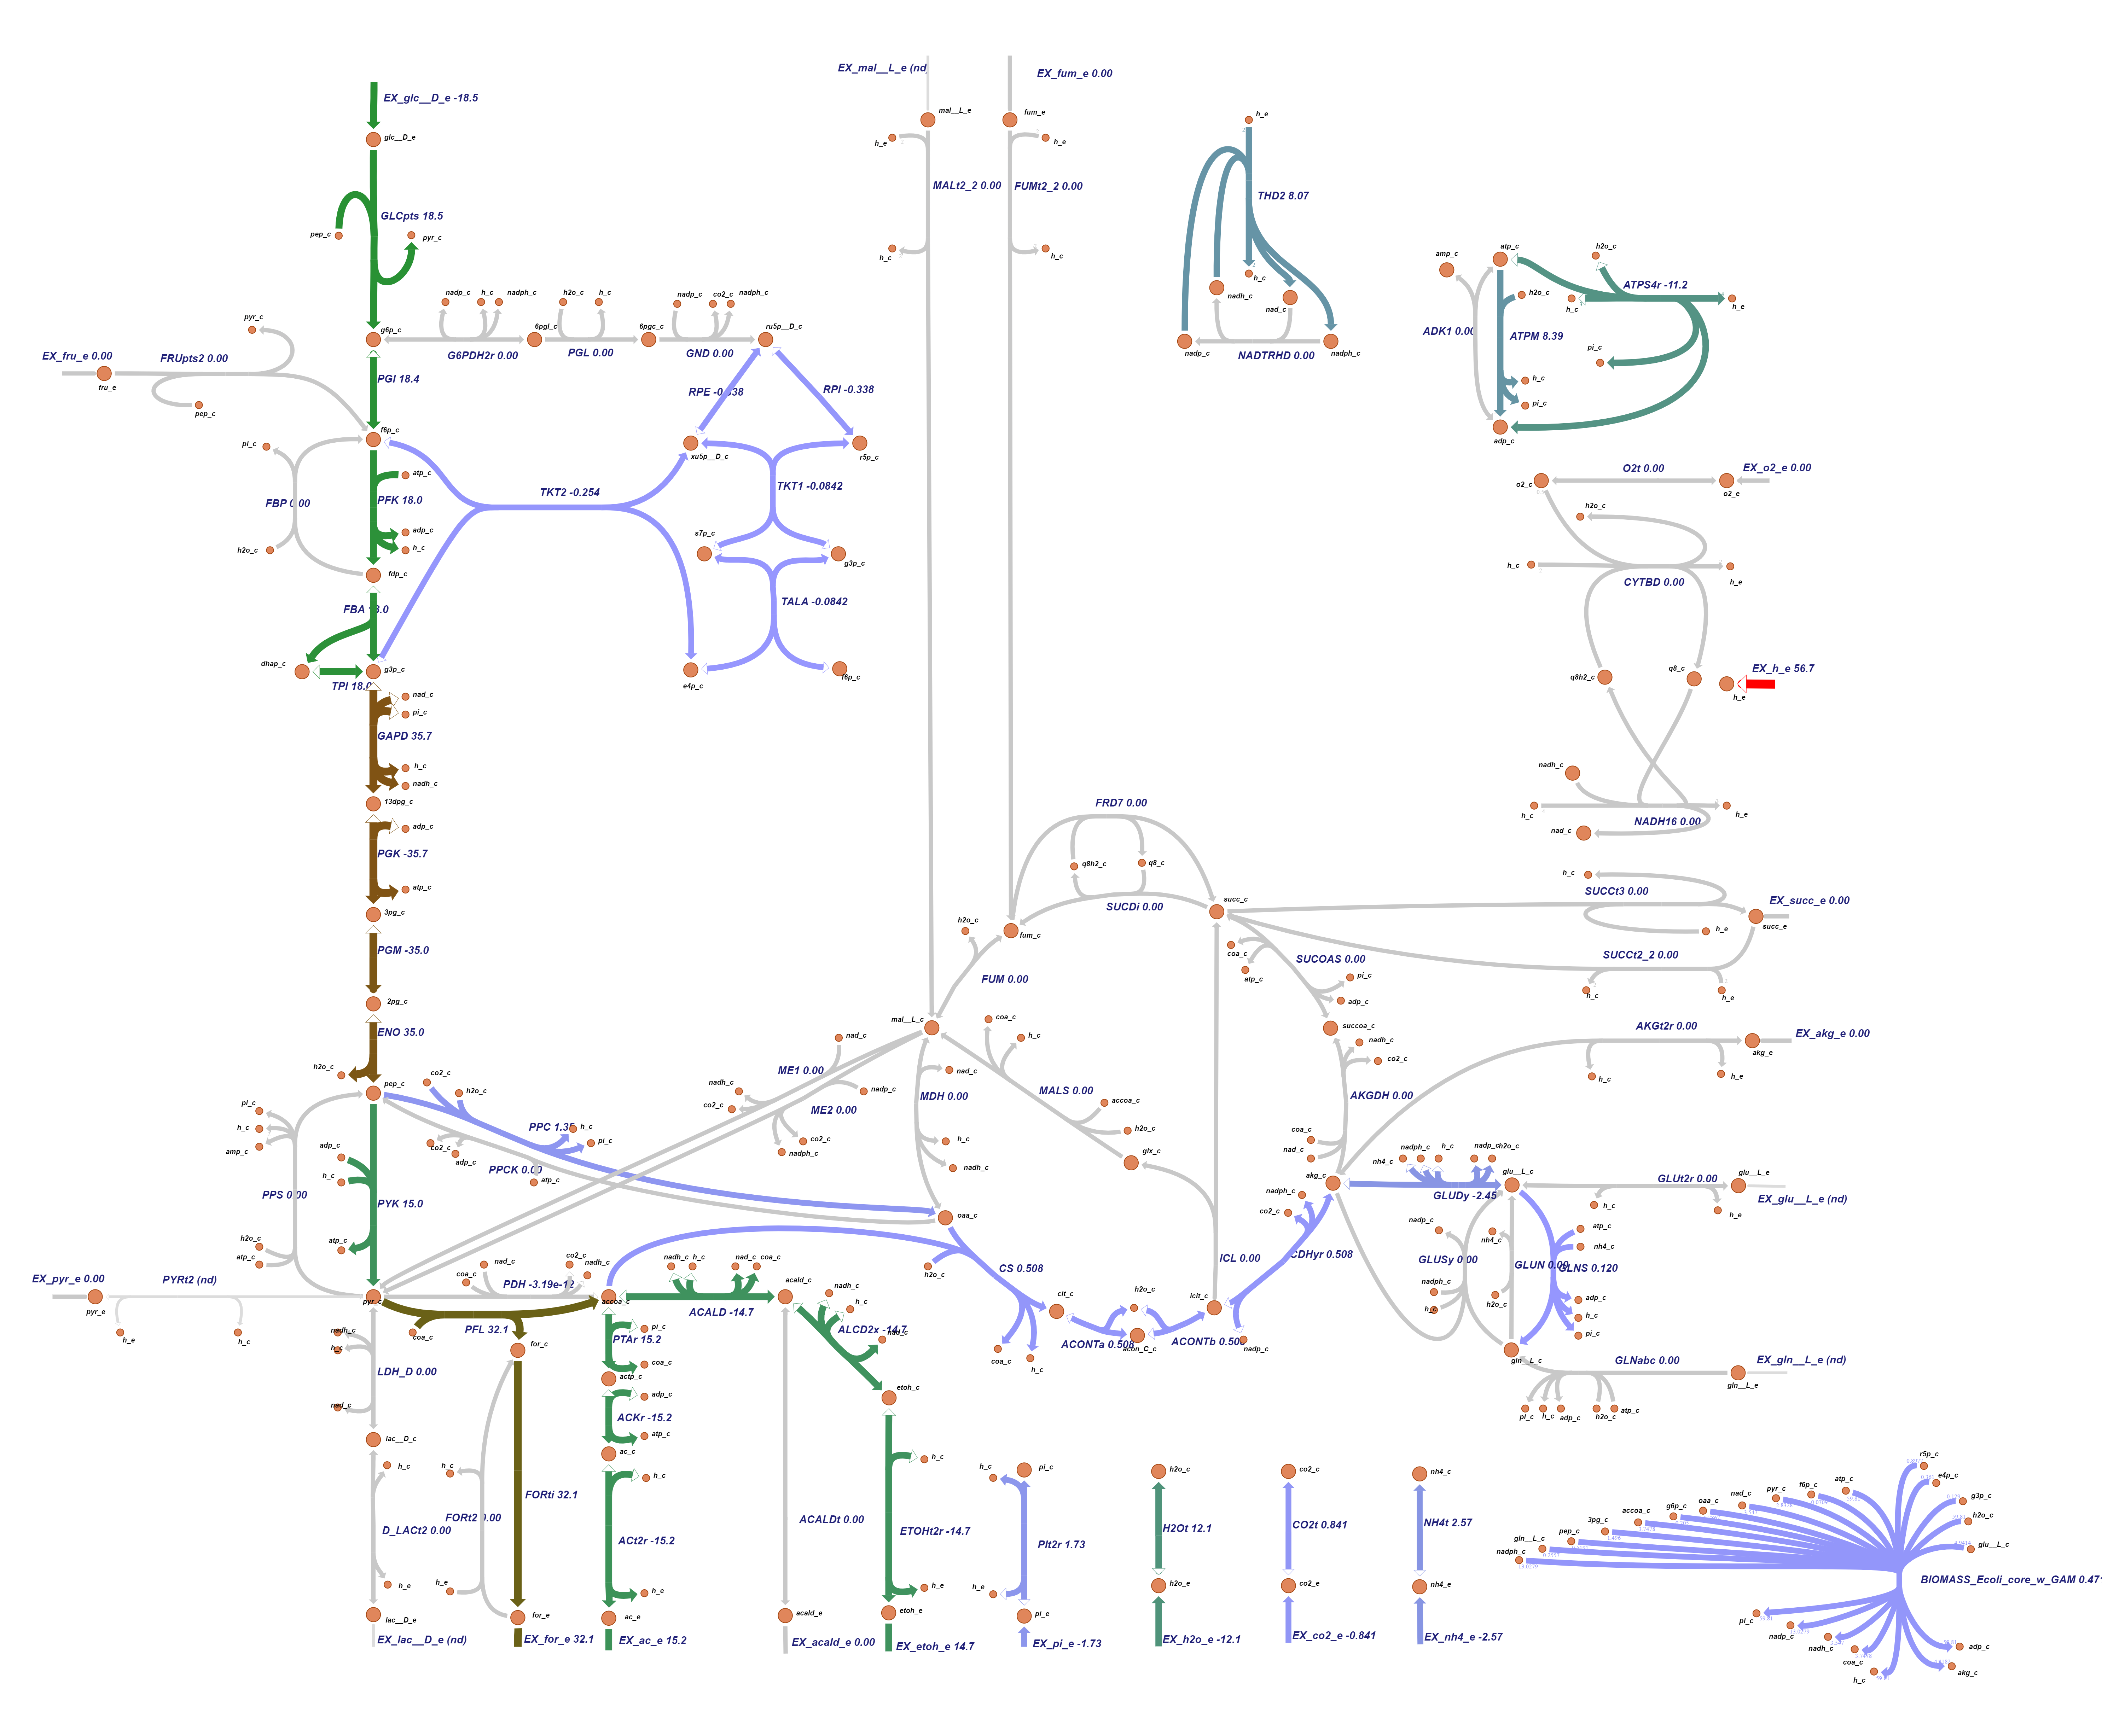 EX_mal__L_e (nd
EX_fum_e 0.00
EX_glc__D_e -18.5
mal__L_e
fum_e
h_e
glc__D_e
h_e
h_e
THD2 8.07
MALt2_2 0.00
FUMt2_2 0.00
GLCpts 18.5
pep_c
pyr_c
h_c
h_c
h_c
nadh_c
nad_c
nadp_c
NADTRHD 0.00
nadph_c
amp_c
atp_c
h2o_c
ATPS4r -11.2
h2o_c
h_c
h_e
ADK1 0.00
ATPM 8.39
pi_c
h_c
pi_c
adp_c
nadp_c
h_c
nadph_c
h2o_c
h_c
nadp_c
co2_c
nadph_c
pyr_c
g6p_c
6pgl_c
6pgc_c
ru5p__D_c
EX_fru_e 0.00
FRUpts2 0.00
G6PDH2r 0.00
PGL 0.00
GND 0.00
fru_e
PGI 18.4
RPE -0.338
RPI -0.338
pep_c
f6p_c
pi_c
xu5p__D_c
r5p_c
atp_c
FBP 0.00
PFK 18.0
TKT2 -0.254
TKT1 -0.0842
O2t 0.00
EX_o2_e 0.00
o2_c
o2_e
h2o_c
adp_c
h_c
h2o_c
s7p_c
g3p_c
fdp_c
h_c
h_e
CYTBD 0.00
FBA 18.0
TALA -0.0842
dhap_c
g3p_c
TPI 18.0
e4p_c
f6p_c
q8h2_c
q8_c
EX_h_e 56.7
h_e
nad_c
pi_c
GAPD 35.7
h_c
nadh_c
13dpg_c
nadh_c
h_c
h_e
NADH16 0.00
nad_c
adp_c
PGK -35.7
atp_c
3pg_c
FRD7 0.00
q8h2_c
q8_c
SUCDi 0.00
h_c
SUCCt3 0.00
EX_succ_e 0.00
succ_c
h2o_c
fum_c
succ_e
h_e
PGM -35.0
FUM 0.00
coa_c
atp_c
SUCOAS 0.00
pi_c
adp_c
SUCCt2_2 0.00
h_c
h_e
2pg_c
ENO 35.0
mal__L_c
coa_c
h_c
succoa_c
nadh_c
co2_c
AKGt2r 0.00
EX_akg_e 0.00
akg_e
h_c
h_e
nad_c
h2o_c
pep_c
co2_c
h2o_c
nadh_c
co2_c
ME1 0.00
nadp_c
ME2 0.00
nad_c
MDH 0.00
MALS 0.00
accoa_c
AKGDH 0.00
pi_c
h_c
amp_c
PPC 1.35
h_c
pi_c
co2_c
adp_c
PPCK 0.00
atp_c
co2_c
nadph_c
h_c
nadh_c
h2o_c
glx_c
coa_c
nad_c
akg_c
adp_c
h_c
PPS 0.00
PYK 15.0
nh4_c
nadph_c
h_c
nadp_c
h2o_c
glu__L_c
GLUDy -2.45
GLUt2r 0.00
glu__L_e
EX_glu__L_e (nd)
h_c
h_e
oaa_c
nadph_c
co2_c
nadp_c
nh4_c
atp_c
nh4_c
h2o_c
atp_c
atp_c
h2o_c
CS 0.508
ICL 0.00
CDHyr 0.508
GLUSy 0.00
GLUN 0.00
GLNS 0.120
nadph_c
h_c
h2o_c
adp_c
h_c
pi_c
EX_pyr_e 0.00
PYRt2 (nd)
pyr_e
h_e
h_c
pyr_c
coa_c
nad_c
PDH -3.19e-12
co2_c
nadh_c
accoa_c
nadh_c
h_c
nad_c
coa_c
ACALD -14.7
acald_c
nadh_c
h_c
ALCD2x -14.7
nad_c
cit_c
h2o_c
icit_c
ACONTa 0.508
acon_C_c
ACONTb 0.508
nadp_c
coa_c
h_c
PFL 32.1
coa_c
for_c
nadh_c
h_c
LDH_D 0.00
nad_c
PTAr 15.2
pi_c
coa_c
actp_c
adp_c
ACKr -15.2
atp_c
ac_c
etoh_c
gln__L_c
GLNabc 0.00
EX_gln__L_e (nd)
gln__L_e
pi_c
h_c
adp_c
h2o_c
atp_c
lac__D_c
h_c
h_c
FORti 32.1
FORt2 0.00
D_LACt2 0.00
h_e
h_e
lac__D_e
EX_lac__D_e (nd)
for_e
EX_for_e 32.1
h_c
ACt2r -15.2
h_e
ac_e
EX_ac_e 15.2
ACALDt 0.00
acald_e
EX_acald_e 0.00
h_c
ETOHt2r -14.7
h_e
etoh_e
EX_etoh_e 14.7
h_c
pi_c
PIt2r 1.73
h_e
pi_e
EX_pi_e -1.73
h2o_c
H2Ot 12.1
h2o_e
EX_h2o_e -12.1
co2_c
CO2t 0.841
co2_e
EX_co2_e -0.841
nh4_c
NH4t 2.57
nh4_e
EX_nh4_e -2.57
r5p_c
e4p_c
g3p_c
h2o_c
glu__L_c
atp_c
f6p_c
pyr_c
nad_c
oaa_c
g6p_c
accoa_c
3pg_c
pep_c
gln__L_c
nadph_c
BIOMASS_Ecoli_core_w_GAM 0.471
pi_c
nadp_c
nadh_c
coa_c
h_c
adp_c
akg_c